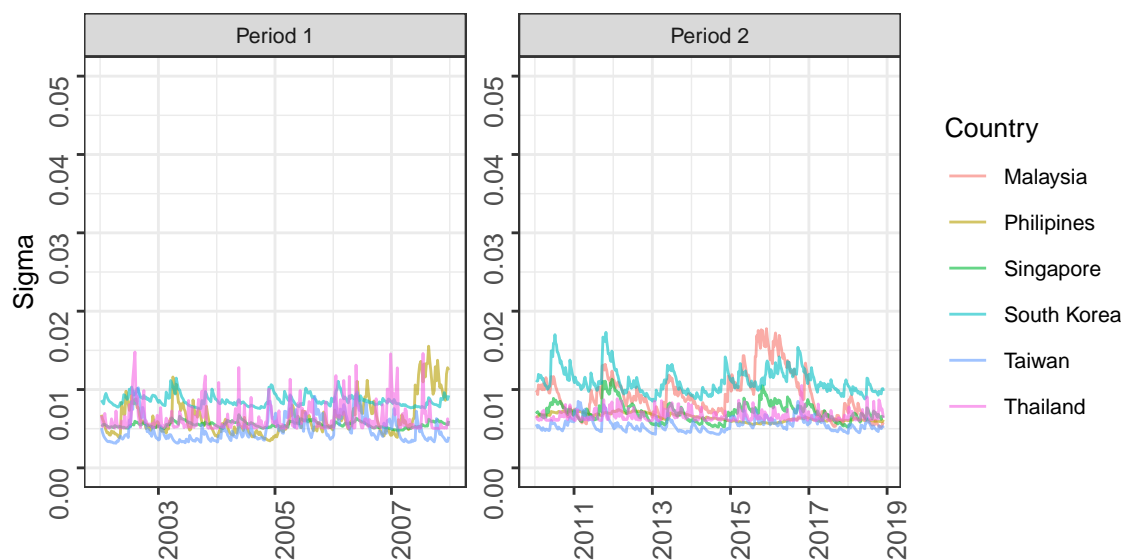 Period 1
Period 2
Sigma
0.00
0.01
0.02
0.03
0.04
0.05
2003
2005
2007
0.00
0.01
0.02
0.03
0.04
0.05
2011
2013
2015
2017
2019
Country
Malaysia
Philipines
Singapore
South Korea
Taiwan
Thailand